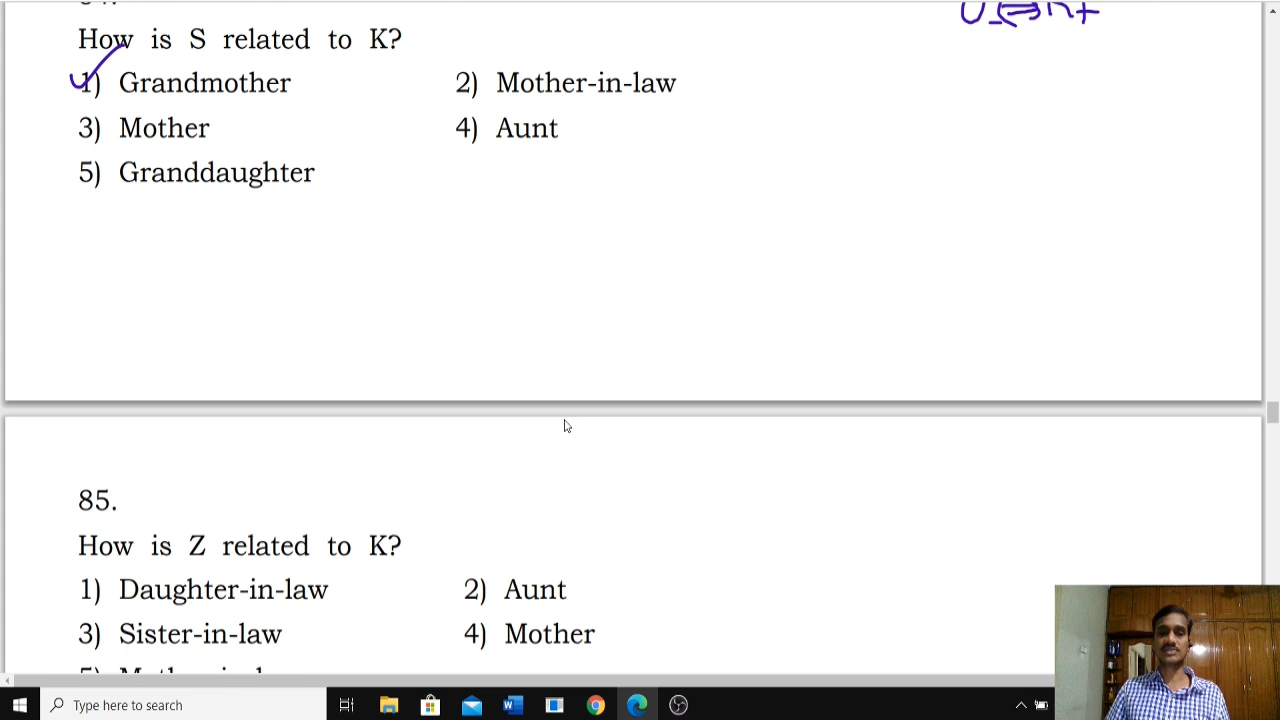 How is S related to K?
1) Grandmother 2) Mother-in-law
3) Mother 4) Aunt
5) Granddaughter
85.
How is Z related to K?
1) Daughter-in-law 2) Aunt
3) Sister-in-law 4) Mother
Type here to search